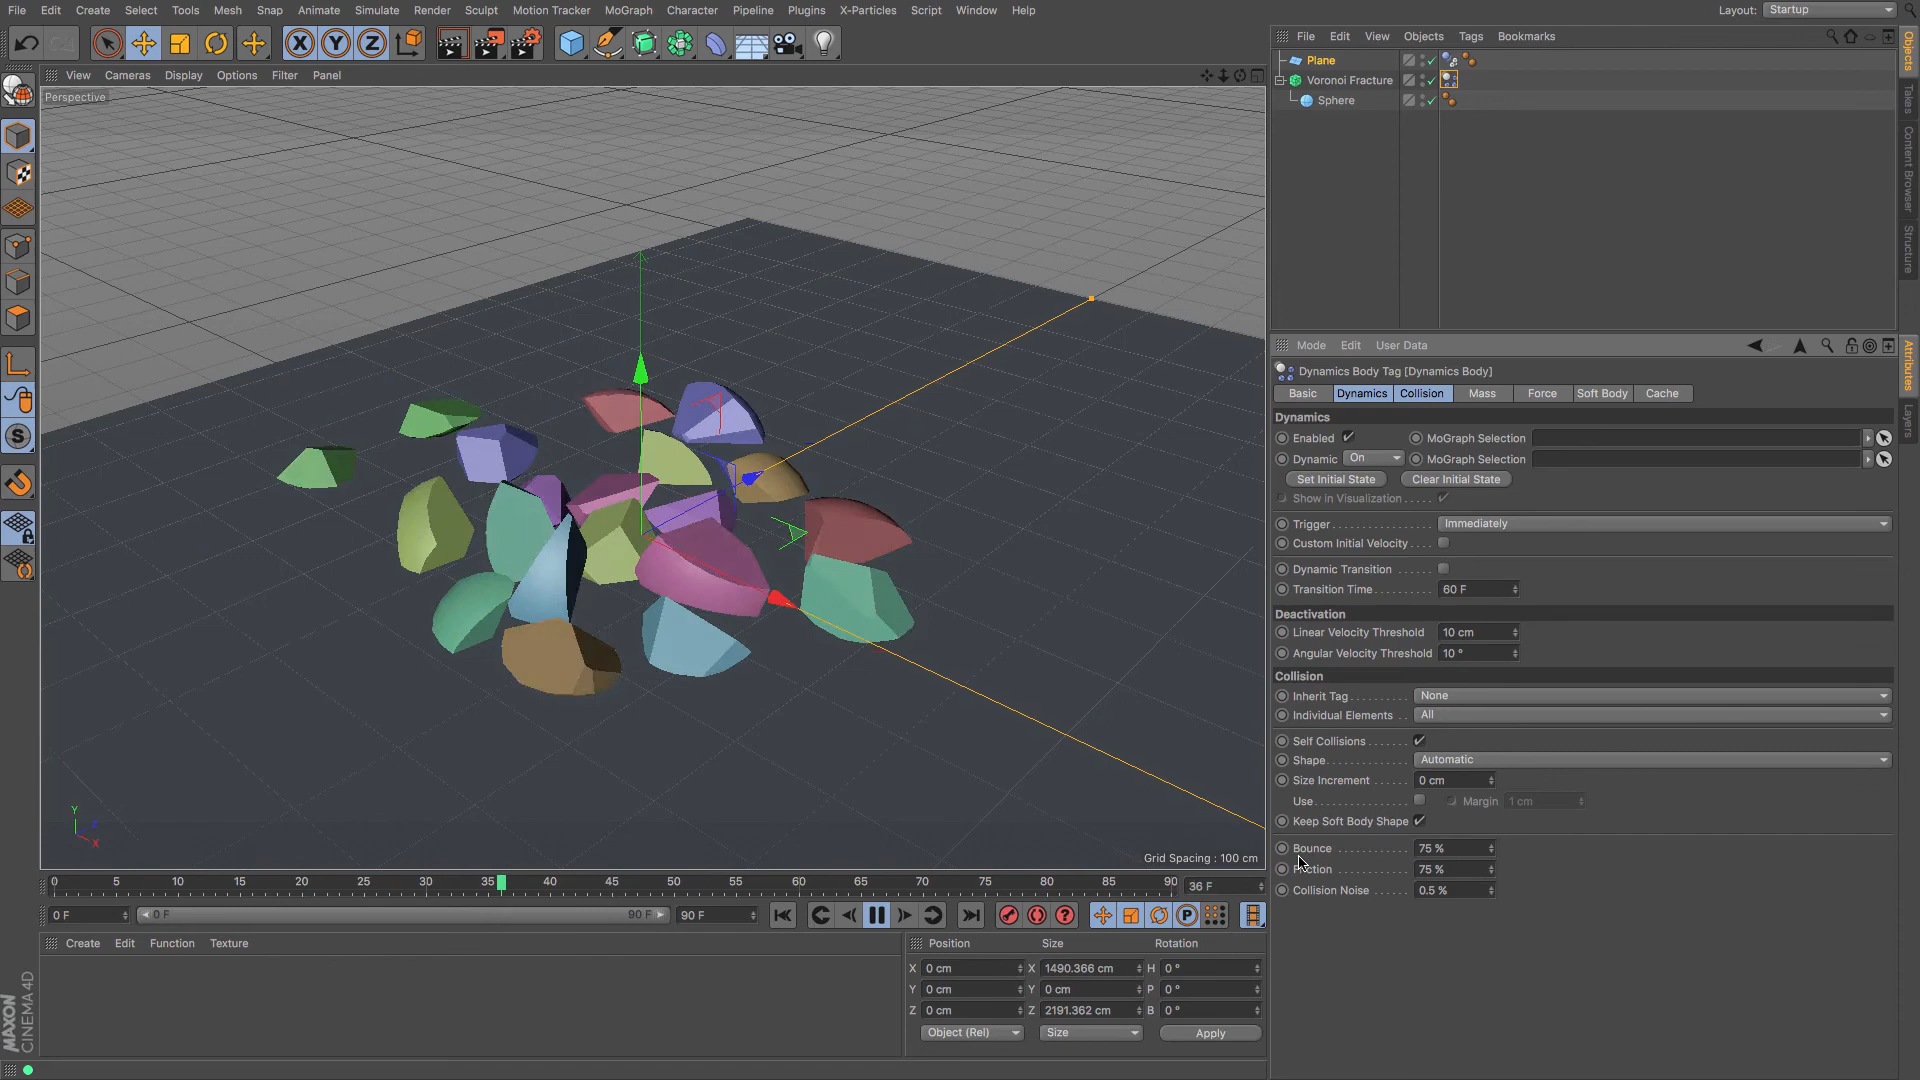 File Edit Create Select Tools Mesh Snap Animate Simulate Render Sculpt Motion Tracker MoGraph Character Pipeline Plugins X-Particles Script Window Help
Layout: Startup
View Cameras Display Options Filter Panel
Perspective
Grid Spacing : 100 cm
File Edit View Objects Tags Bookmarks
Plane
Voronoi Fracture
Sphere
Objects
Takes
Content Browser
Structure
Mode Edit User Data
Dynamics Body Tag [Dynamics Body]
Basic Dynamics Collision Mass Force Soft Body Cache
Dynamics
Enabled MoGraph Selection
Dynamic On MoGraph Selection
Set Initial State Clear Initial State
Show in Visualization . . . .
Trigger . . . . . . . . . . . . . Immediately
Custom Initial Velocity . . . .
Dynamic Transition . . . . . .
Transition Time . . . . . . . . 60 F
Deactivation
Linear Velocity Threshold 10 cm
Angular Velocity Threshold 10 °
Collision
Inherit Tag . . . . . . . . None
Individual Elements . . All
Self Collisions . . . . . . .
Shape . . . . . . . . . . . . Automatic
Size Increment . . . . . . 0 cm
Use . . . . . . . . . . . . . . Margin 1 cm
Keep Soft Body Shape
Bounce . . . . . . . . . . . 75 %
75 %
Collision Noise . . . . . 0.5 %
Attributes
Layers
X Y Z
S
Y
Z
X
0 5 10 15 20 25 30 35 40 45 50 55 60 65 70 75 80 85 90 36 F
0 F 0 F 90 F 90 F
P
Create Edit Function Texture
Position Size Rotation
X 0 cm X 1490.366 cm H 0 °
Y 0 cm Y 0 cm P 0 °
Z 0 cm Z 2191.362 cm B 0 °
Object (Rel) Size Apply
MAXON
CINEMA 4D